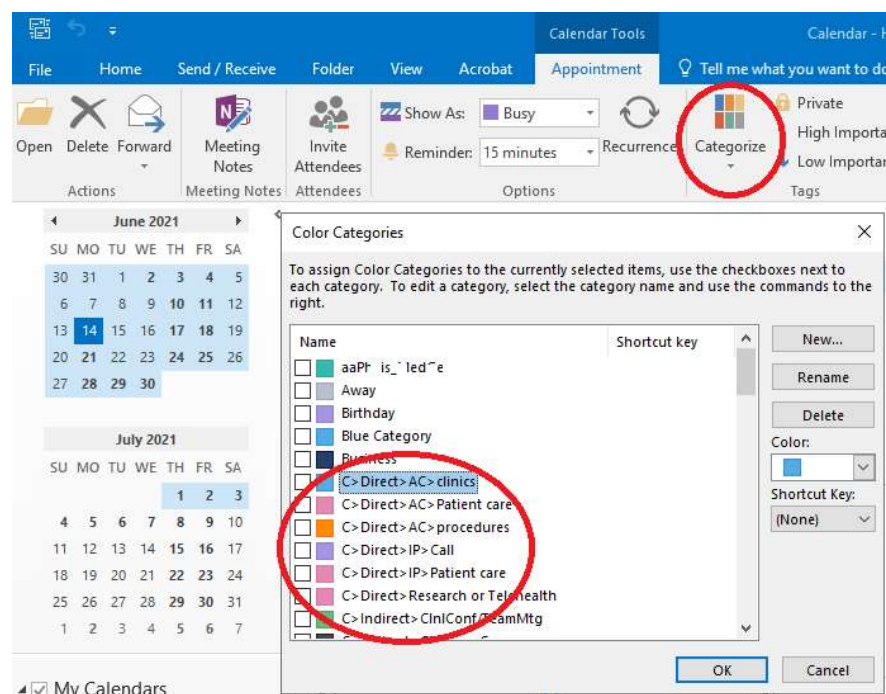 Calendar Tools
Calendar - H
File Home Send / Receive Folder View Acrobat Appointment Tell me what you want to do
Open Delete Forward Meeting Notes Invite Attendees Show As: Busy Reminder: 15 minutes Recurrence Categorize Private High Importa Low Importan
Actions Meeting Notes Attendees Options Tags
June 2021
SU MO TU WE TH FR SA
30 31 1 2 3 4 5
6 7 8 9 10 11 12
13 14 15 16 17 18 19
20 21 22 23 24 25 26
27 28 29 30
July 2021
SU MO TU WE TH FR SA
1 2 3
4 5 6 7 8 9 10
11 12 13 14 15 16 17
18 19 20 21 22 23 24
25 26 27 28 29 30 31
1 2 3 4 5 6 7
My Calendars
Color Categories
To assign Color Categories to the currently selected items, use the checkboxes next to
each category. To edit a category, select the category name and use the commands to the
right.
Name Shortcut key
Away
Birthday
Blue Category
Business
C>Direct>AC>clinics
C>Direct>AC>Patient care
C>Direct>AC>procedures
C>Direct>IP>Call
C>Direct>IP>Patient care
C>Direct>Research or Telehealth
C>Indirect>ClnlConf/TeamMtg
New...
Rename
Delete
Color:
Shortcut Key:
(None)
OK Cancel